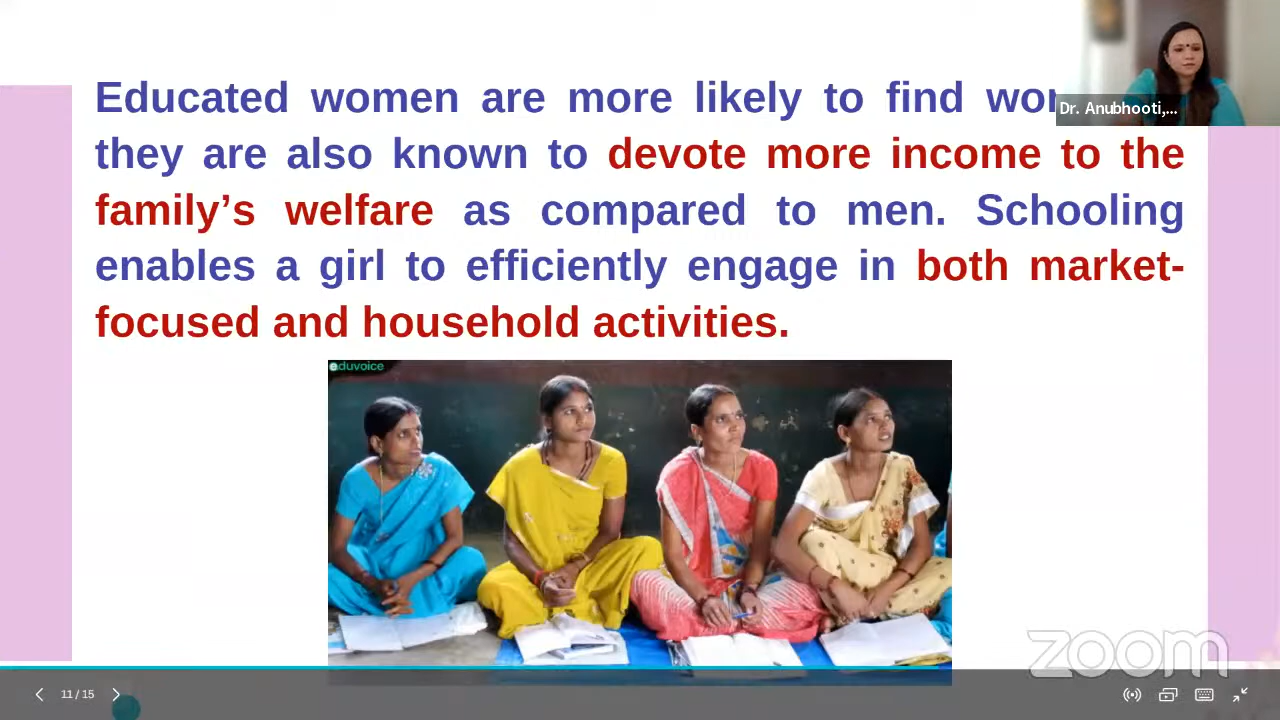 Educated women are more likely to find
they are also known to devote more income to the
family’s welfare as compared to men. Schooling
enables a girl to efficiently engage in both market-
focused and household activities.
Dr. Anubhooti,...
eduvoice
zoom
11 / 15